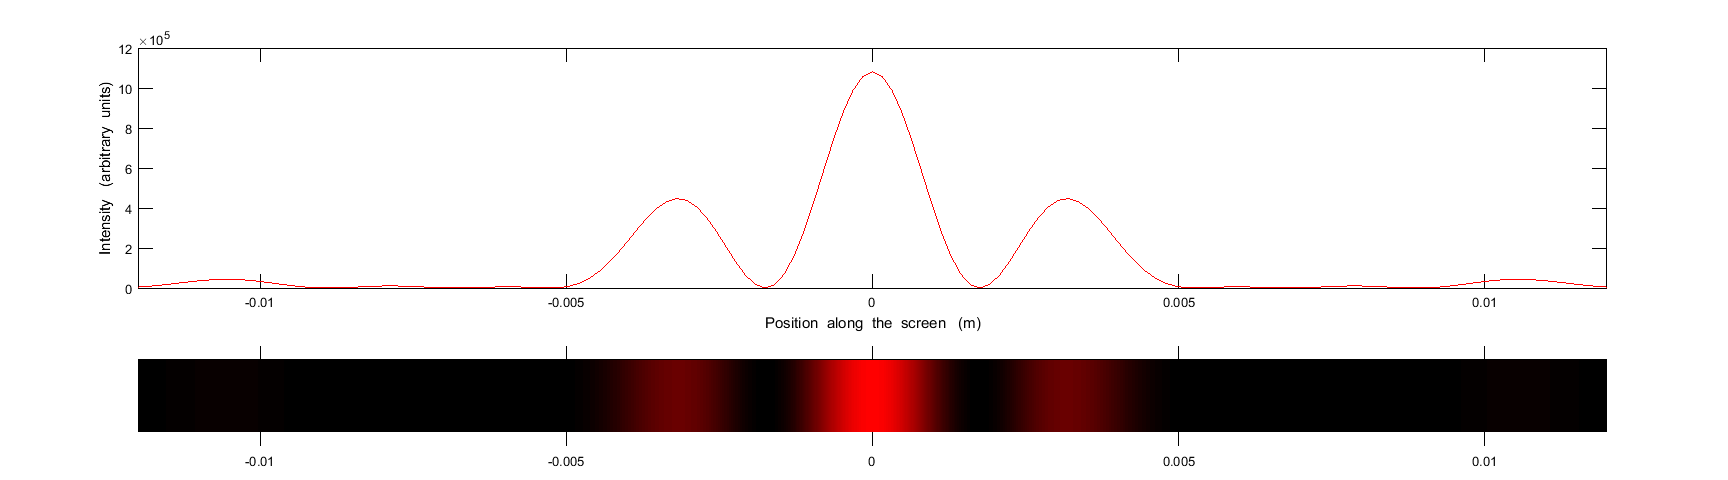 ×10⁵
12
10
8
6
4
2
0
Intensity (arbitrary units)
-0.01 -0.005 0 0.005 0.01
Position along the screen (m)
-0.01 -0.005 0 0.005 0.01